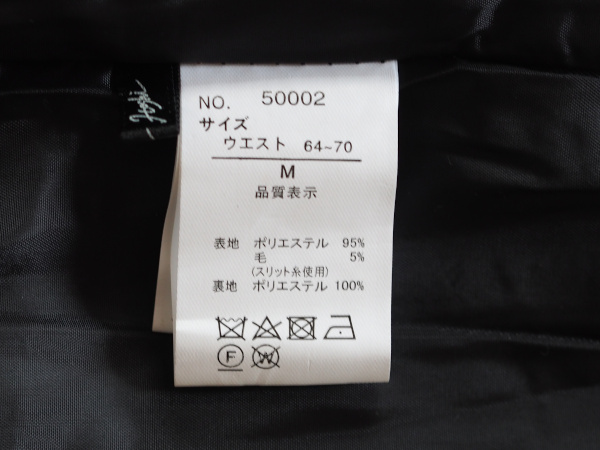 NO. 50002
サイズ
ウエスト 64~70
M
品質表示
表地 ポリエステル 95%
毛 5%
(スリット糸使用)
裏地 ポリエステル 100%
F
W